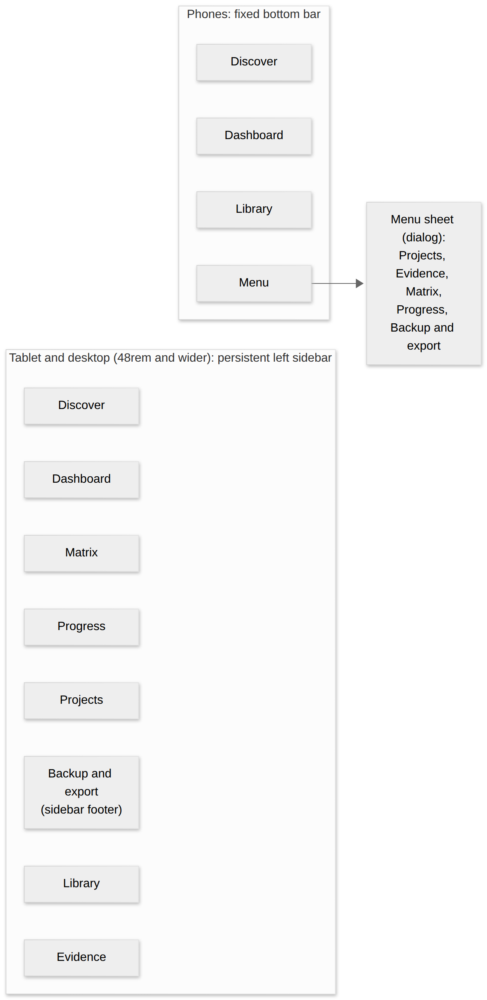 Phones: fixed bottom bar
Discover
Dashboard
Library
Menu
Menu sheet
(dialog):
Projects,
Evidence,
Matrix,
Progress,
Backup and
export
Tablet and desktop (48rem and wider): persistent left sidebar
Discover
Dashboard
Matrix
Progress
Projects
Backup and
export
(sidebar footer)
Library
Evidence